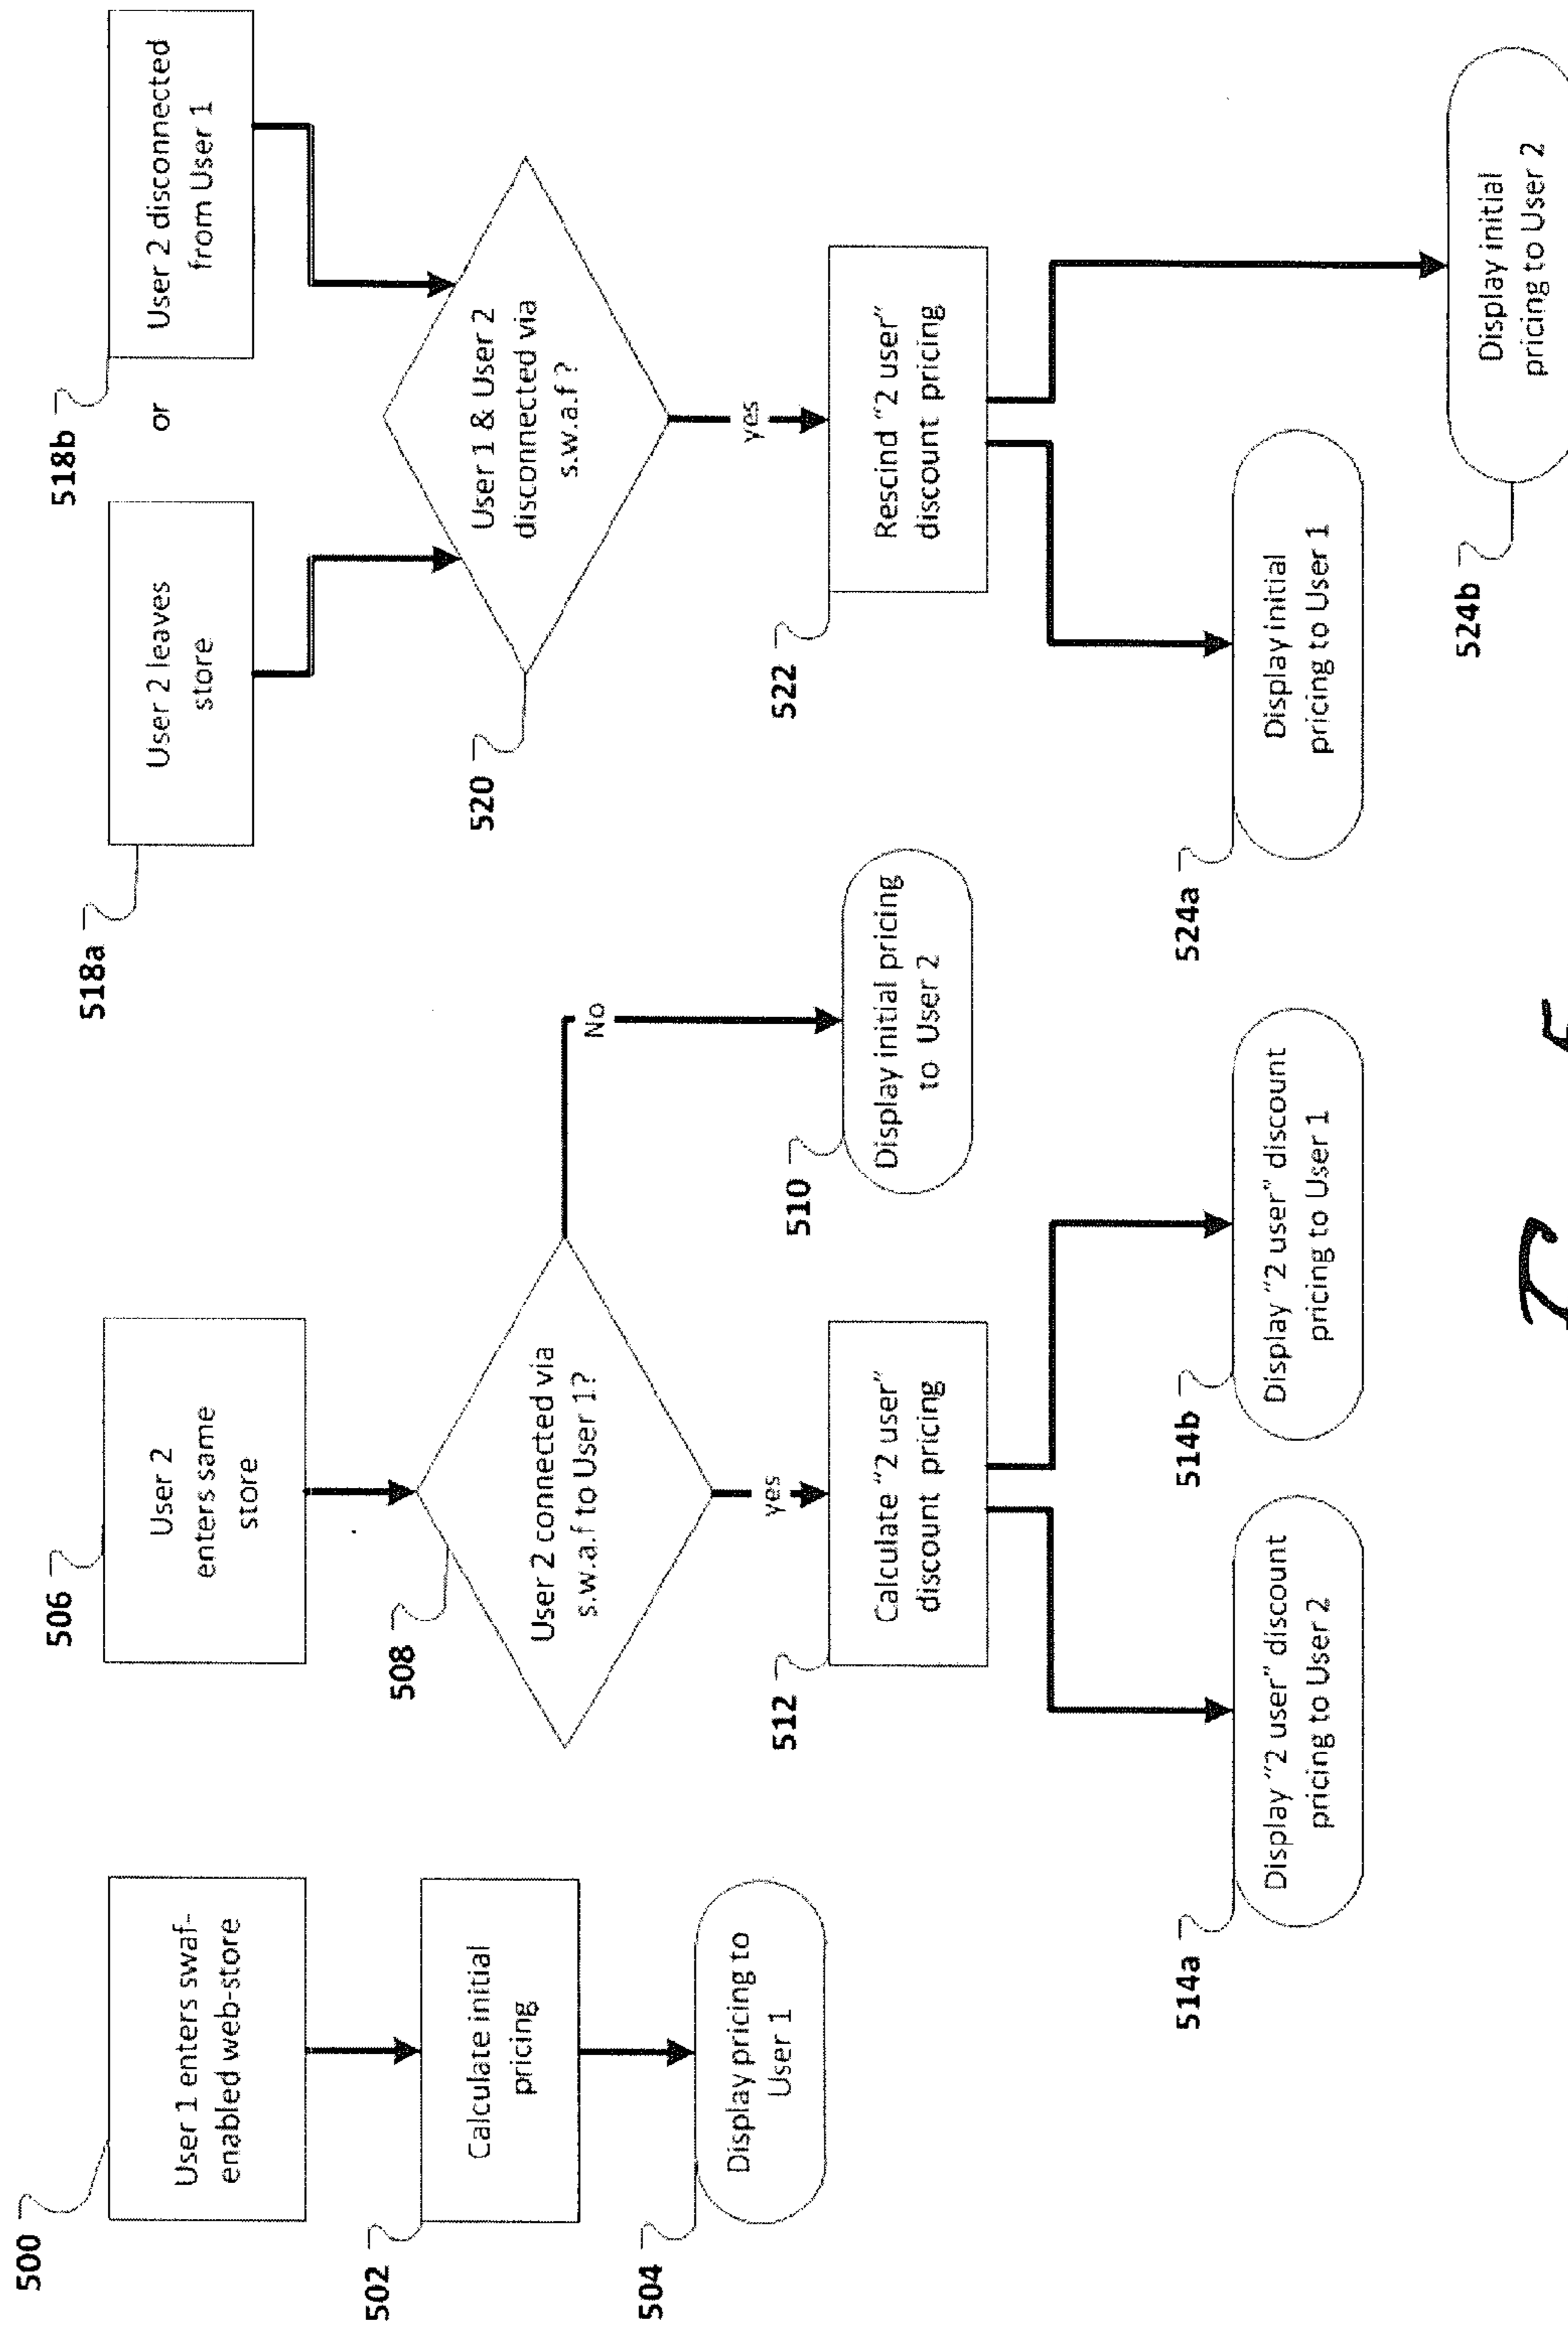 500
User 1 enters swaf-
enabled web-store
502
Calculate initial
pricing
504
Display pricing to
User 1
506
User 2
enters same
store
508
User 2 connected via
s.w.a.f to User 1?
No
510
Display initial pricing
to User 2
yes
512
Calculate “2 user”
discount pricing
514a
Display “2 user” discount
pricing to User 2
514b
Display “2 user” discount
pricing to User 1
518a
User 2 leaves
store
or
518b
User 2 disconnected
from User 1
520
User 1 & User 2
disconnected via
s.w.a.f ?
yes
522
Rescind “2 user”
discount pricing
524a
Display initial
pricing to User 1
524b
Display initial
pricing to User 2